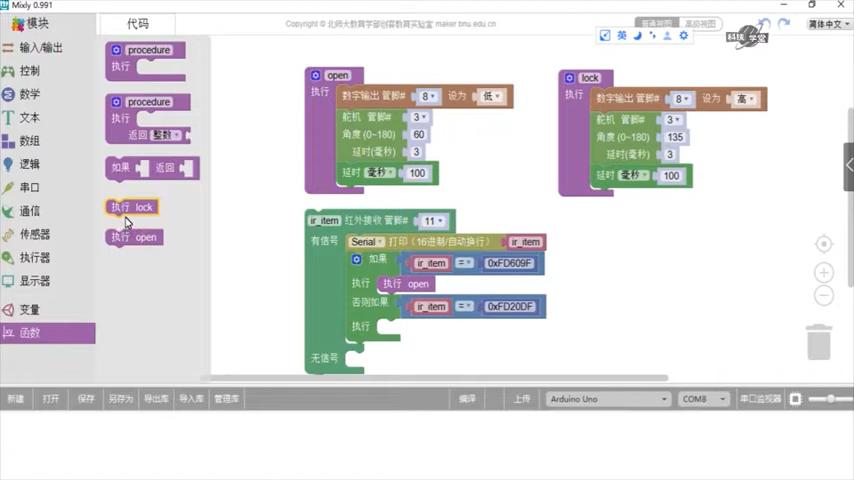 Mixly 0.991
模块
代码
Copyright © 北师大教育学部创客教育实验室 maker.bnu.edu.cn
普通视图
高级视图
简体中文
英
科技学堂
输入/输出
控制
数学
文本
数组
逻辑
串口
通信
传感器
执行器
显示器
变量
函数
procedure
执行
procedure
执行
返回 整数
如果 返回
执行 lock
执行 open
open
执行
数字输出 管脚# 8 设为 低
舵机 管脚# 3
角度 (0~180) 60
延时(毫秒) 3
延时 毫秒 100
lock
执行
数字输出 管脚# 8 设为 高
舵机 管脚# 3
角度 (0~180) 135
延时(毫秒) 3
延时 毫秒 100
ir_item 红外接收 管脚# 11
有信号 Serial 打印(16进制/自动换行) ir_item
如果 ir_item = 0xFD609F
执行 执行 open
否则如果 ir_item = 0xFD20DF
执行
无信号
新建 打开 保存 另存为 导出库 导入库 管理库 编译 上传 Arduino Uno COM8 串口监视器